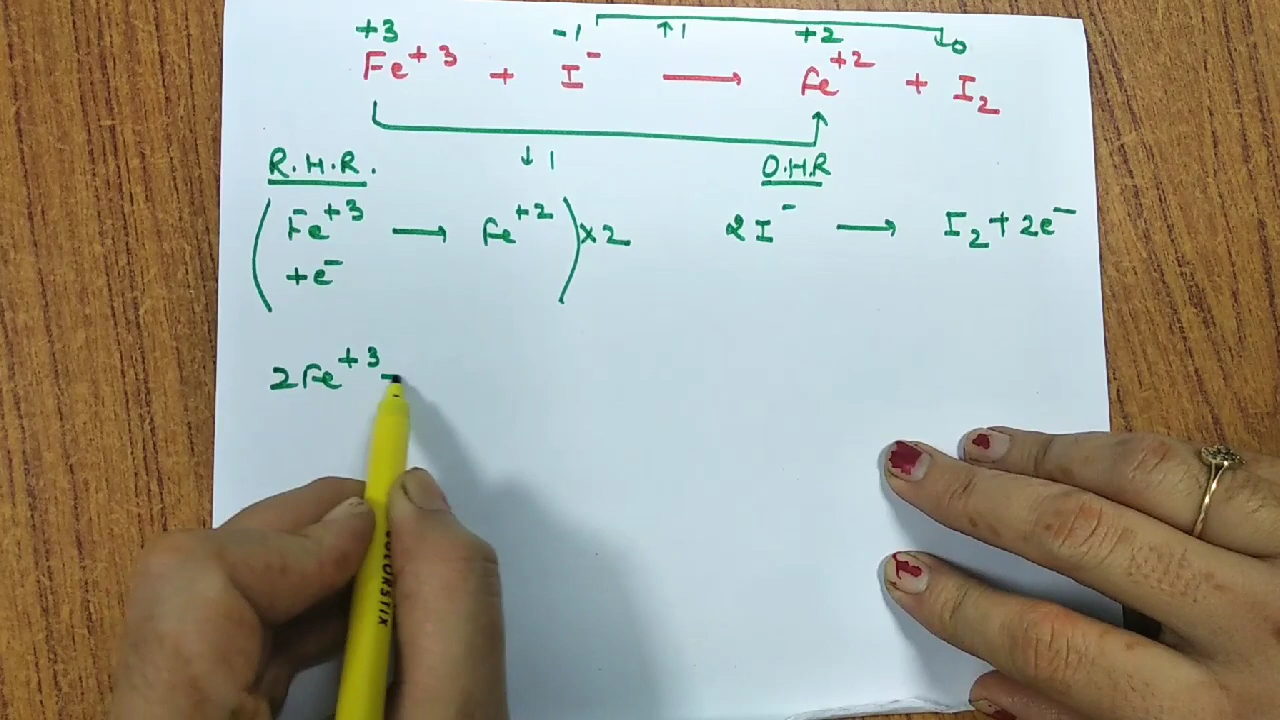 +3 -1 ↑1 +2 0
Fe⁺³ + I⁻ ⟶ Fe⁺² + I₂
↓1
R.H.R. O.H.R
(Fe⁺³ ⟶ Fe⁺²) ×2 2I⁻ ⟶ I₂ + 2e⁻
+e⁻
2Fe⁺³
COLORSTIX